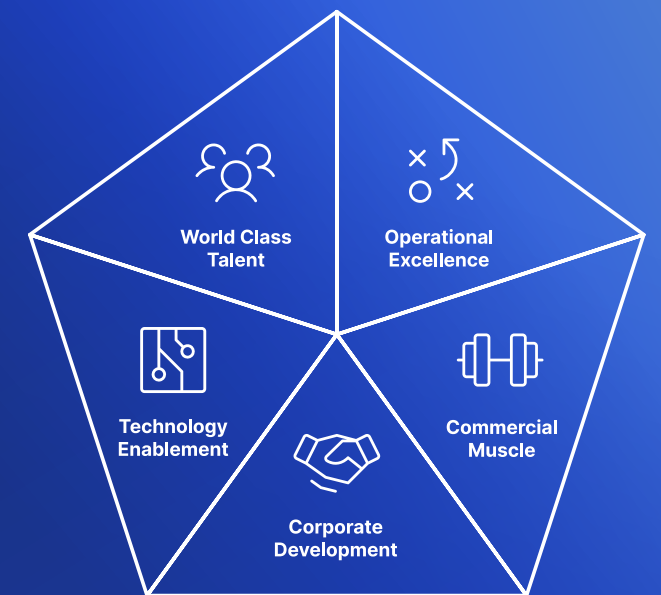 World Class
Talent
Operational
Excellence
Technology
Enablement
Commercial
Muscle
Corporate
Development